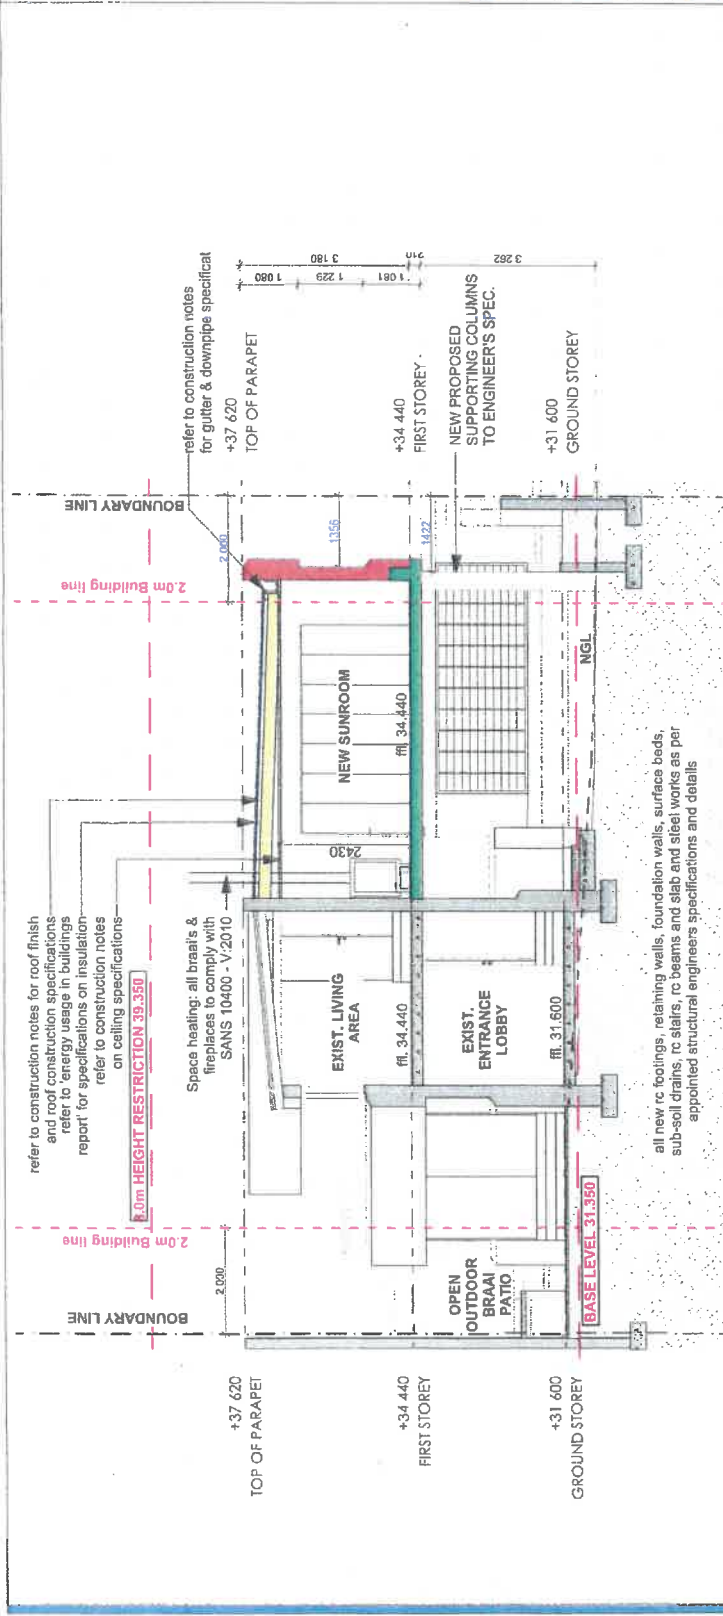 refer to construction notes for roof finish
and roof construction specifications
refer to 'energy usage in buildings
report' for specifications on insulation
refer to construction notes
on ceiling specifications
8.0m HEIGHT RESTRICTION 39.350
Space heating: all braai's &
fireplaces to comply with
SANS 10400 - V:2010
refer to construction notes
for gutter & downpipe specificat
BOUNDARY LINE
2.0m Building line
2.000
BOUNDARY LINE
2.0m Building line
2.000
+37 620
TOP OF PARAPET
+34 440
FIRST STOREY
+31 600
GROUND STOREY
+37 620
TOP OF PARAPET
+34 440
FIRST STOREY
NEW PROPOSED
SUPPORTING COLUMNS
TO ENGINEER'S SPEC.
+31 600
GROUND STOREY
1 080
1 229
1 081
3 180
210
3 262
1356
1422
2430
NEW SUNROOM
ffl. 34.440
EXIST. LIVING
AREA
ffl. 34.440
EXIST.
ENTRANCE
LOBBY
ffl. 31.600
OPEN
OUTDOOR
BRAAI
PATIO
BASE LEVEL 31.350
NGL
all new rc footings, retaining walls, foundation walls, surface beds,
sub-soil drains, rc stairs, rc beams and slab and steel works as per
appointed structural engineers specifications and details